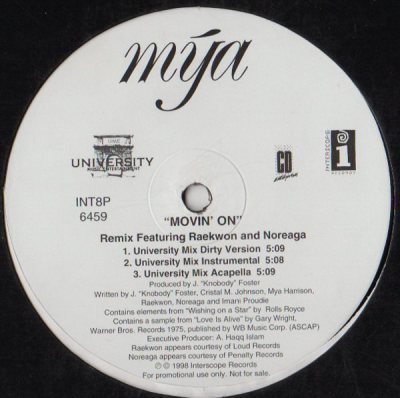 mýa
UME
UNIVERSITY
MUSIC ENTERTAINMENT
CD
INTERSCOPE
RECORDS
i
INT8P
6459
"MOVIN' ON"
Remix Featuring Raekwon and Noreaga
1. University Mix Dirty Version 5:09
2. University Mix Instrumental 5:08
3. University Mix Acapella 5:09
Produced by J. "Knobody" Foster
Written by J. "Knobody" Foster, Cristal M. Johnson, Mya Harrison,
Raekwon, Noreaga and Imani Proudie
Contains elements from "Wishing on a Star" by Rolls Royce
Contains a sample from "Love Is Alive" by Gary Wright,
Warner Bros. Records 1975, published by WB Music Corp. (ASCAP)
Executive Producer: A. Haqq Islam
Raekwon appears courtesy of Loud Records
Noreaga appears courtesy of Penalty Records
℗ © 1998 Interscope Records
For promotional use only. Not for sale.